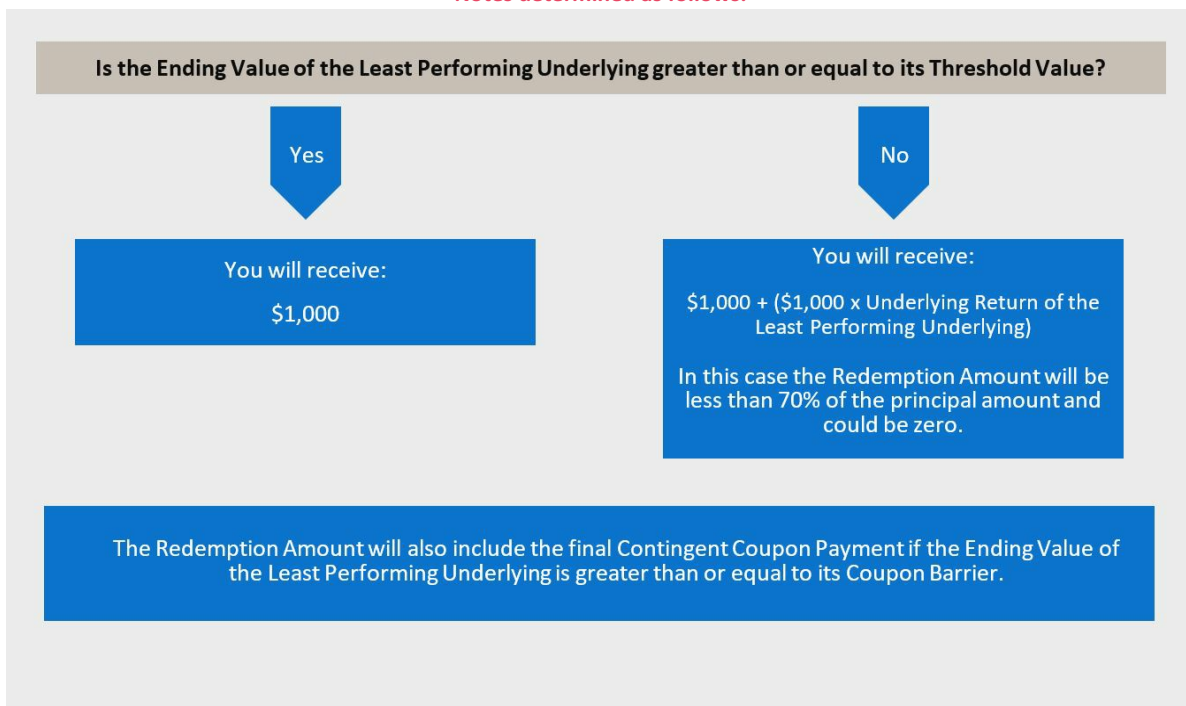 Notes determined as follows:
Is the Ending Value of the Least Performing Underlying greater than or equal to its Threshold Value?
Yes
No
You will receive:
$1,000
You will receive:
$1,000 + ($1,000 x Underlying Return of the
Least Performing Underlying)
In this case the Redemption Amount will be
less than 70% of the principal amount and
could be zero.
The Redemption Amount will also include the final Contingent Coupon Payment if the Ending Value of
the Least Performing Underlying is greater than or equal to its Coupon Barrier.